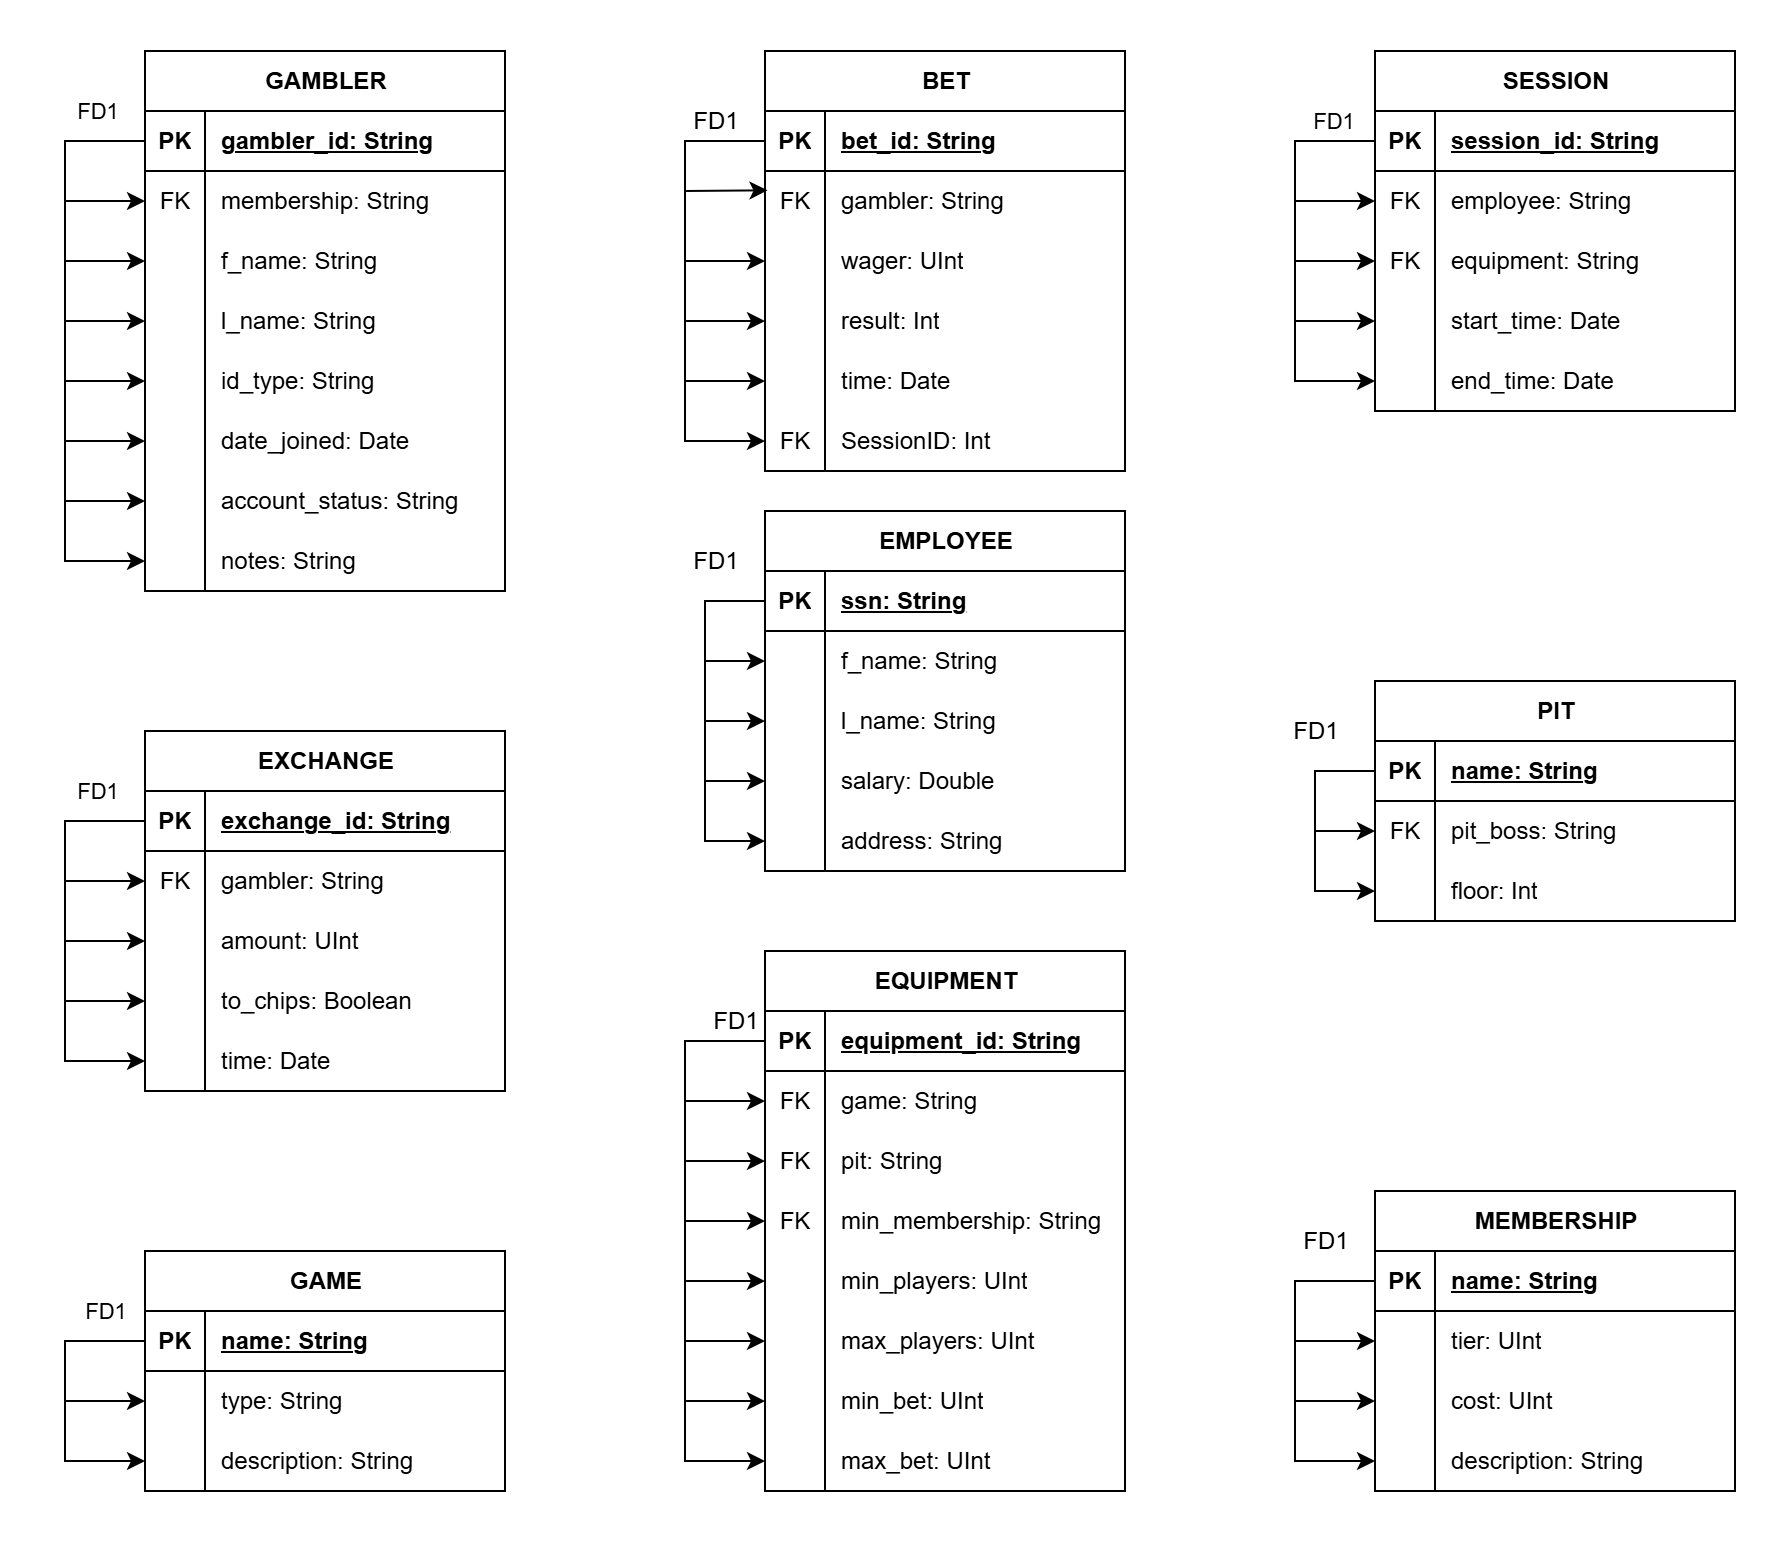 GAMBLER
FD1
PK gambler_id: String
FK membership: String
f_name: String
l_name: String
id_type: String
date_joined: Date
account_status: String
notes: String
BET
FD1
PK bet_id: String
FK gambler: String
wager: UInt
result: Int
time: Date
FK SessionID: Int
SESSION
FD1
PK session_id: String
FK employee: String
FK equipment: String
start_time: Date
end_time: Date
EMPLOYEE
FD1
PK ssn: String
f_name: String
l_name: String
salary: Double
address: String
PIT
FD1
PK name: String
FK pit_boss: String
floor: Int
EXCHANGE
FD1
PK exchange_id: String
FK gambler: String
amount: UInt
to_chips: Boolean
time: Date
EQUIPMENT
FD1
PK equipment_id: String
FK game: String
FK pit: String
FK min_membership: String
min_players: UInt
max_players: UInt
min_bet: UInt
max_bet: UInt
GAME
FD1
PK name: String
type: String
description: String
MEMBERSHIP
FD1
PK name: String
tier: UInt
cost: UInt
description: String